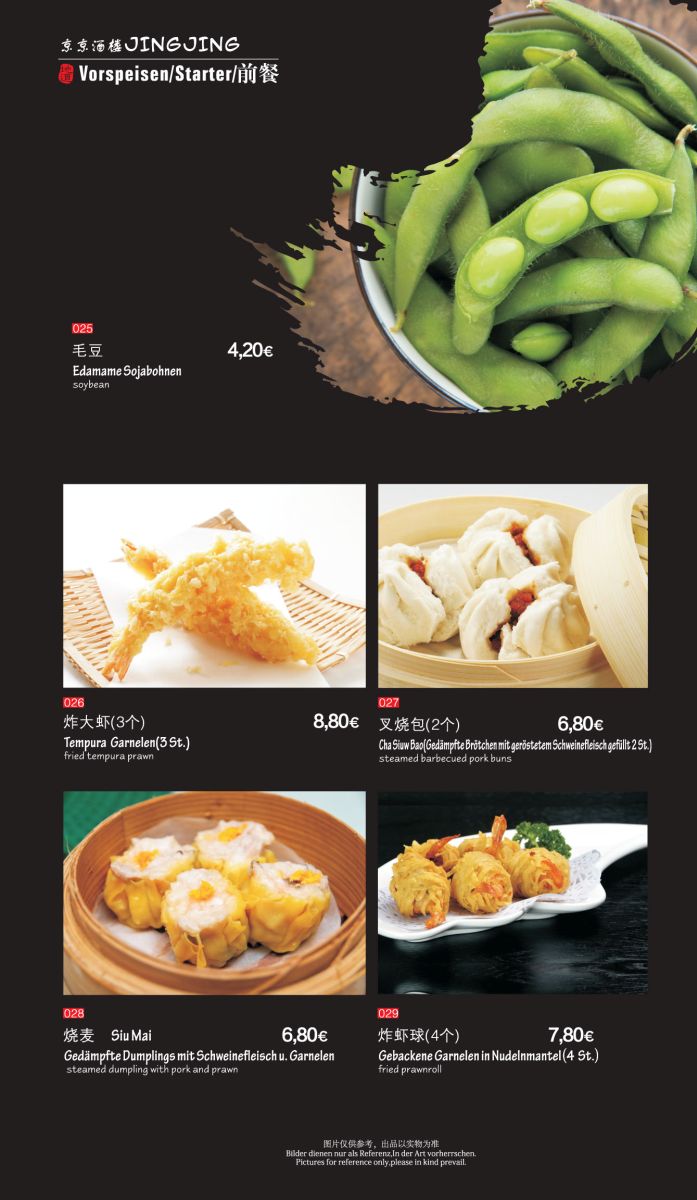 京京酒楼JINGJING
Vorspeisen/Starter/前餐
025
毛豆 4,20€
Edamame Sojabohnen
soybean
026
炸大虾(3个) 8,80€
Tempura Garnelen(3 St.)
fried tempura prawn
027
叉烧包(2个) 6,80€
Cha Siuw Bao(Gedämpfte Brötchen mit geröstetem Schweinefleisch gefüllt 2 St.)
steamed barbecued pork buns
028
烧麦 Siu Mai 6,80€
Gedämpfte Dumplings mit Schweinefleisch u. Garnelen
steamed dumpling with pork and prawn
029
炸虾球(4个) 7,80€
Gebackene Garnelen in Nudelnmantel(4 St.)
fried prawnroll
图片仅供参考，出品以实物为准
Bilder dienen nur als Referenz,In der Art vorherrschen.
Pictures for reference only,please in kind prevail.